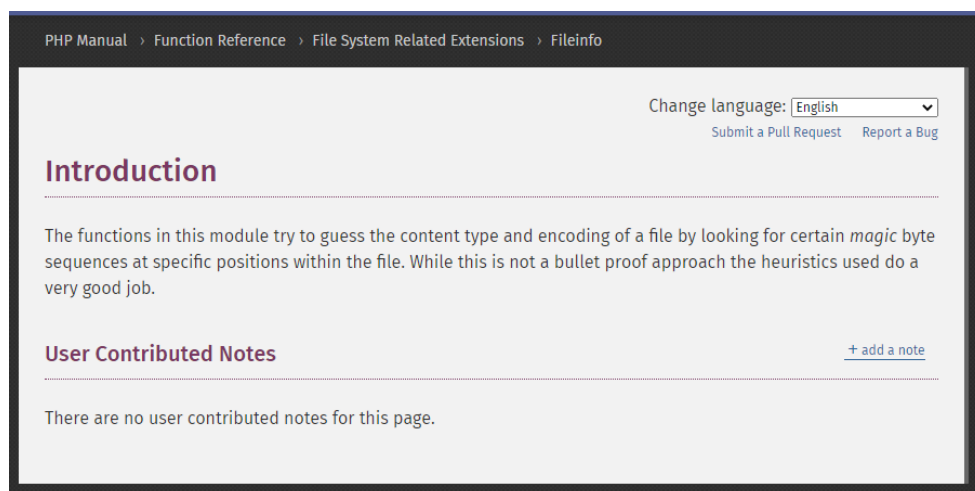 PHP Manual › Function Reference › File System Related Extensions › Fileinfo
Change language: English
Submit a Pull Request Report a Bug
Introduction
The functions in this module try to guess the content type and encoding of a file by looking for certain magic byte
sequences at specific positions within the file. While this is not a bullet proof approach the heuristics used do a
very good job.
User Contributed Notes
+ add a note
There are no user contributed notes for this page.